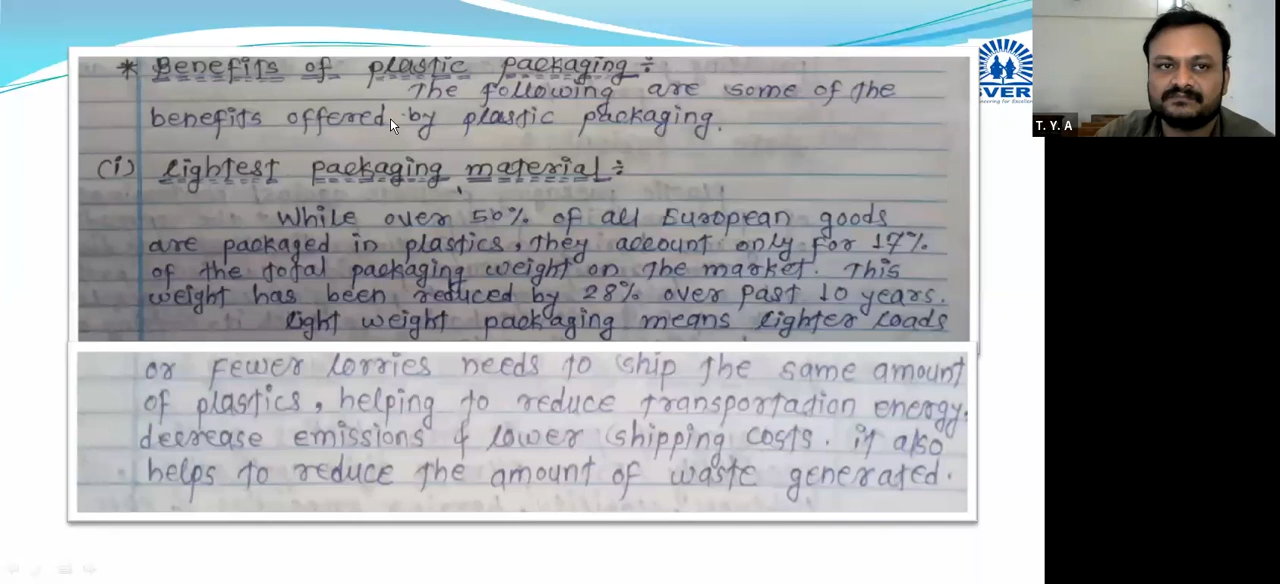 * Benefits of plastic packaging :-
The following are some of the
benefits offered by plastic packaging.
(i) Lightest packaging material :-
While over 50% of all European goods
are packaged in plastics, they account only for 17%
of the total packaging weight on the market. This
weight has been reduced by 28% over past 10 years.
Light weight packaging means lighter loads
or fewer lorries needs to ship the same amount
of plastics, helping to reduce transportation energy,
decrease emissions & lower shipping costs. it also
helps to reduce the amount of waste generated.
SVER
T. Y. A